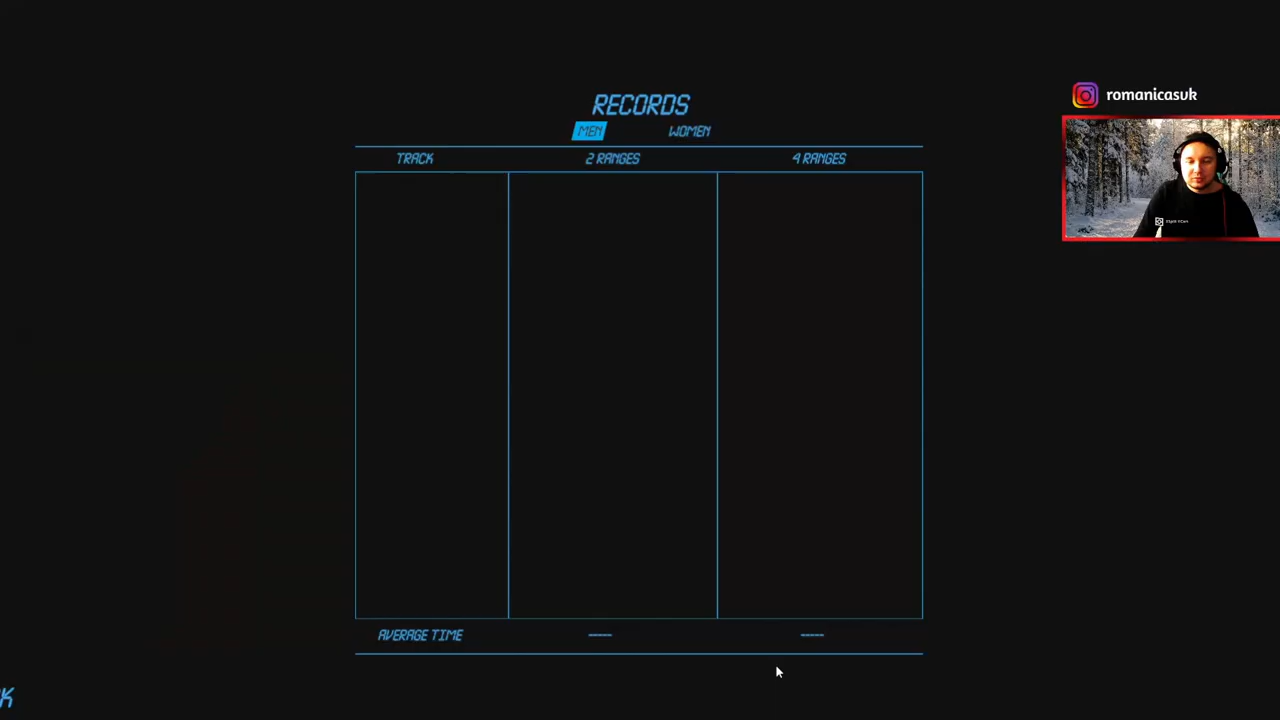 RECORDS
MEN WOMEN
TRACK 2 RANGES 4 RANGES
AVERAGE TIME ----- -----
romanicasuk